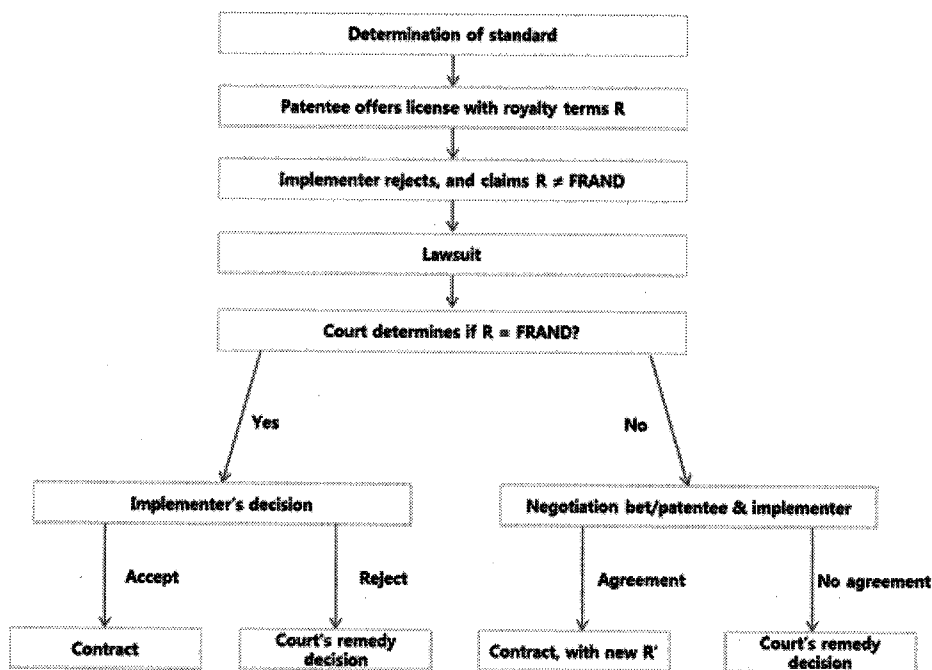 Determination of standard
Patentee offers license with royalty terms R
Implementer rejects, and claims R ≠ FRAND
Lawsuit
Court determines if R = FRAND?
Yes
No
Implementer's decision
Negotiation bet/patentee & implementer
Accept
Reject
Agreement
No agreement
Contract
Court's remedy
decision
Contract, with new R'
Court's remedy
decision